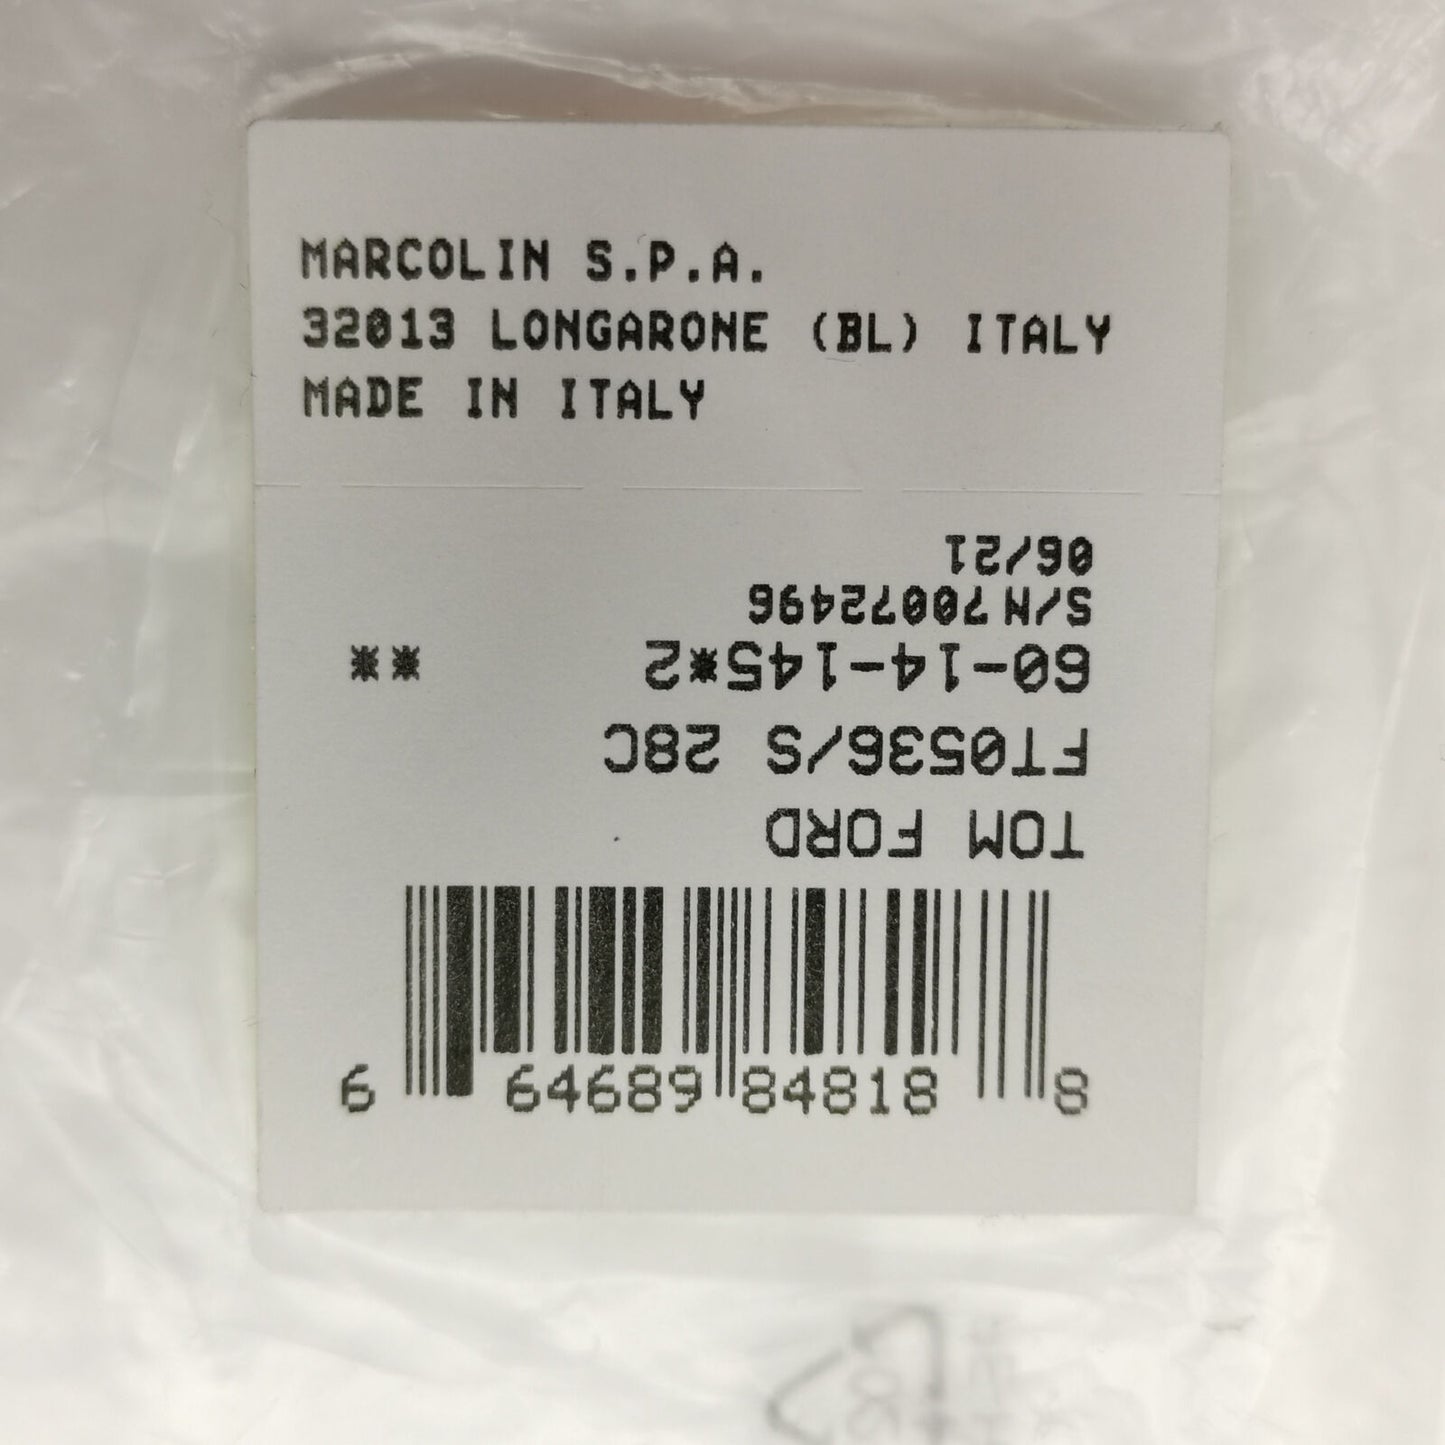 MARCOLIN S.P.A.
32013 LONGARONE (BL) ITALY
MADE IN ITALY
TOM FORD
FT0536/S 28C
60-14-145*2 **
S/N 70072496
06/21
6 64689 84818 8